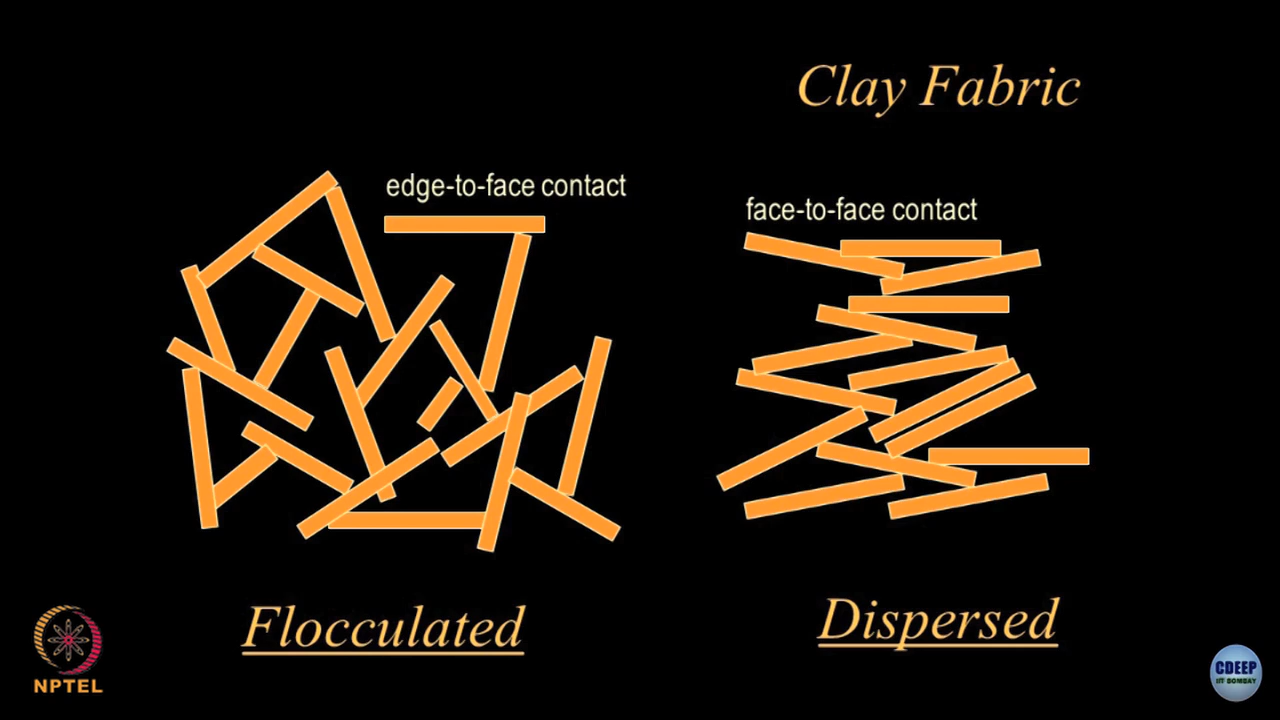 Clay Fabric
edge-to-face contact
face-to-face contact
Flocculated
Dispersed
NPTEL
CDEEP
IIT BOMBAY